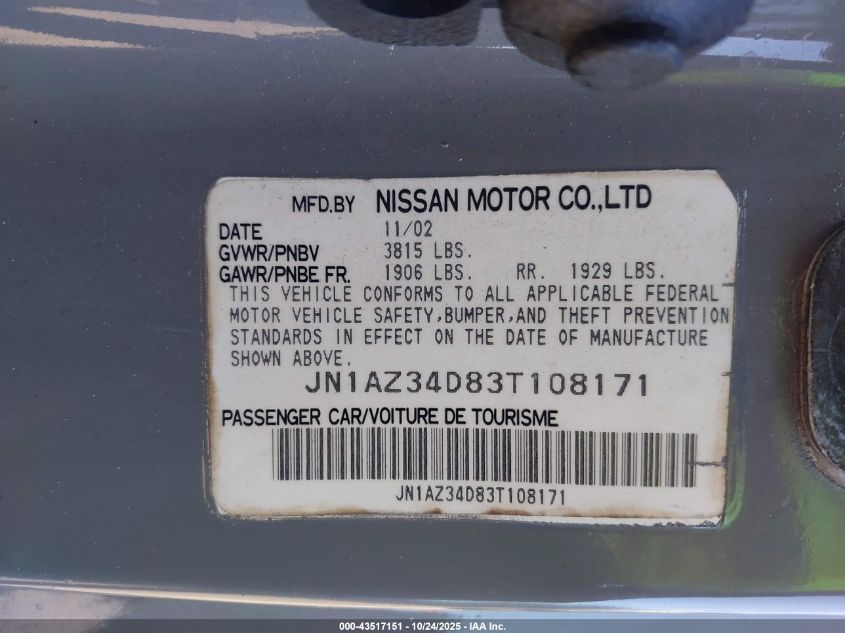 MFD.BY NISSAN MOTOR CO.,LTD
DATE 11/02
GVWR/PNBV 3815 LBS.
GAWR/PNBE FR. 1906 LBS. RR. 1929 LBS.
THIS VEHICLE CONFORMS TO ALL APPLICABLE FEDERAL
MOTOR VEHICLE SAFETY,BUMPER,AND THEFT PREVENTION
STANDARDS IN EFFECT ON THE DATE OF MANUFACTURE
SHOWN ABOVE.
JN1AZ34D83T108171
PASSENGER CAR/VOITURE DE TOURISME
JN1AZ34D83T108171
000-43517151 - 10/24/2025 - IAA Inc.